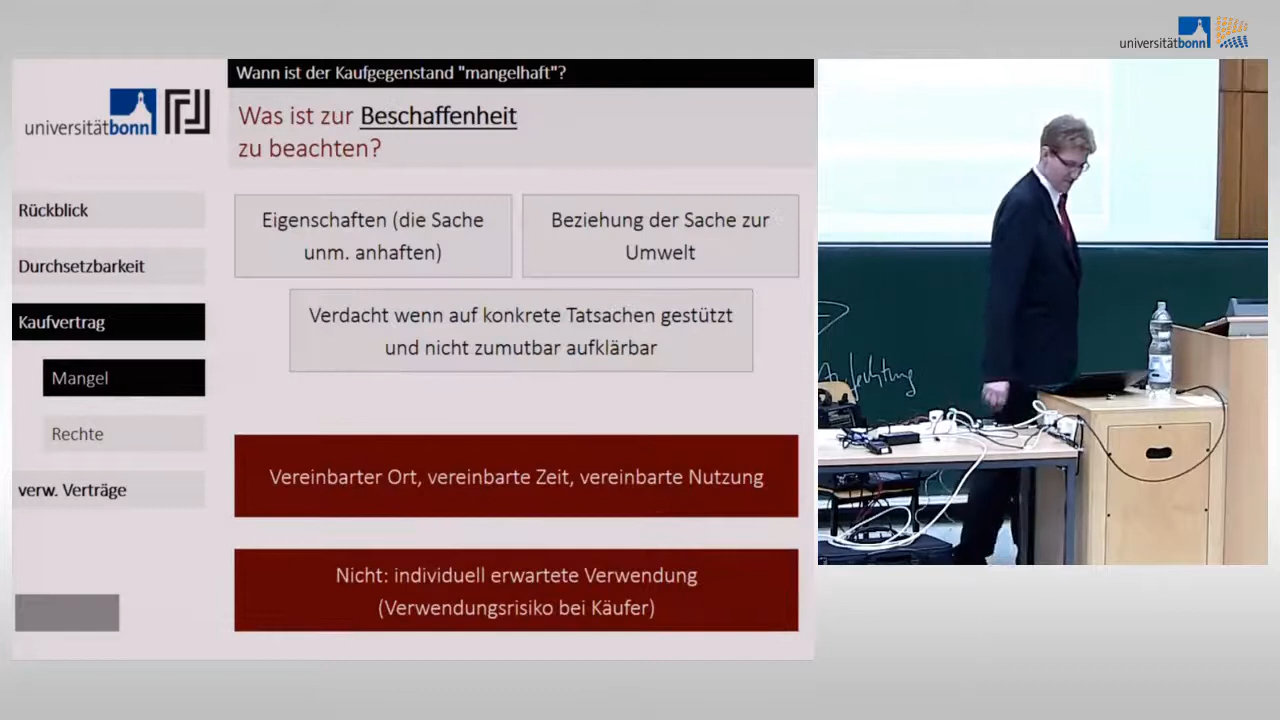 universitätbonn
Wann ist der Kaufgegenstand "mangelhaft"?
universitätbonn
Was ist zur Beschaffenheit
zu beachten?
Rückblick
Durchsetzbarkeit
Kaufvertrag
Mangel
Rechte
verw. Verträge
Eigenschaften (die Sache
unm. anhaften)
Beziehung der Sache zur
Umwelt
Verdacht wenn auf konkrete Tatsachen gestützt
und nicht zumutbar aufklärbar
Vereinbarter Ort, vereinbarte Zeit, vereinbarte Nutzung
Nicht: individuell erwartete Verwendung
(Verwendungsrisiko bei Käufer)